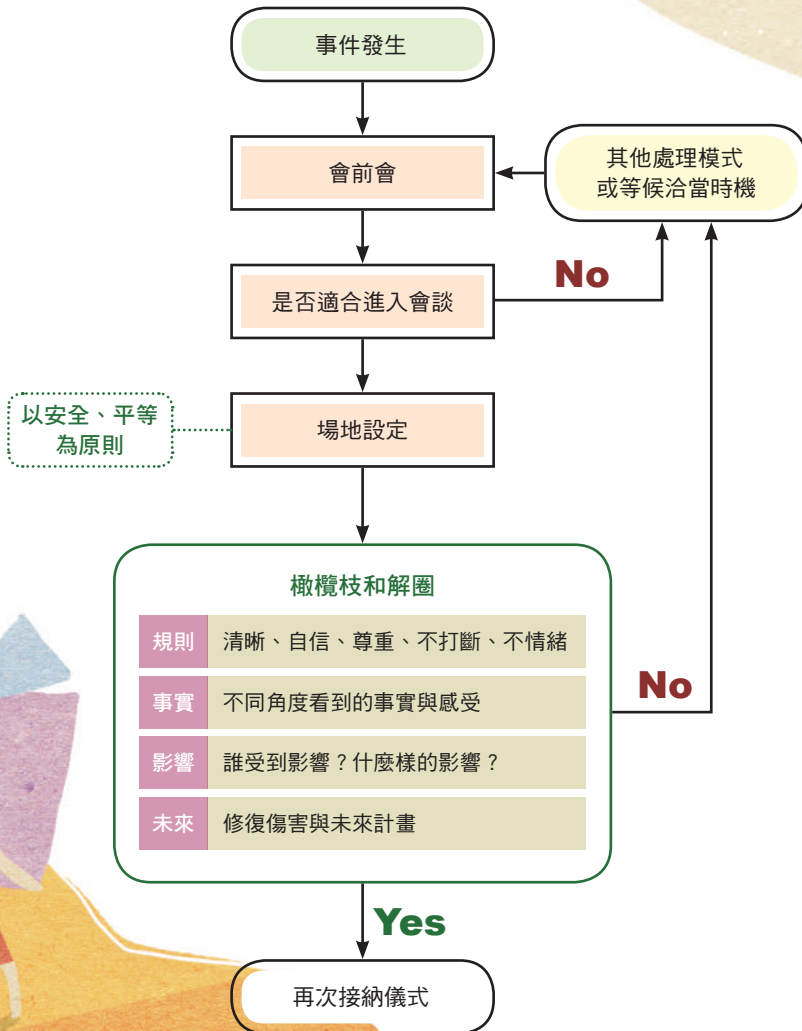 事件發生
會前會
其他處理模式
或等候洽當時機
是否適合進入會談
No
以安全、平等
為原則
場地設定
橄欖枝和解圈
規則 清晰、自信、尊重、不打斷、不情緒
事實 不同角度看到的事實與感受
影響 誰受到影響？什麼樣的影響？
未來 修復傷害與未來計畫
No
Yes
再次接納儀式